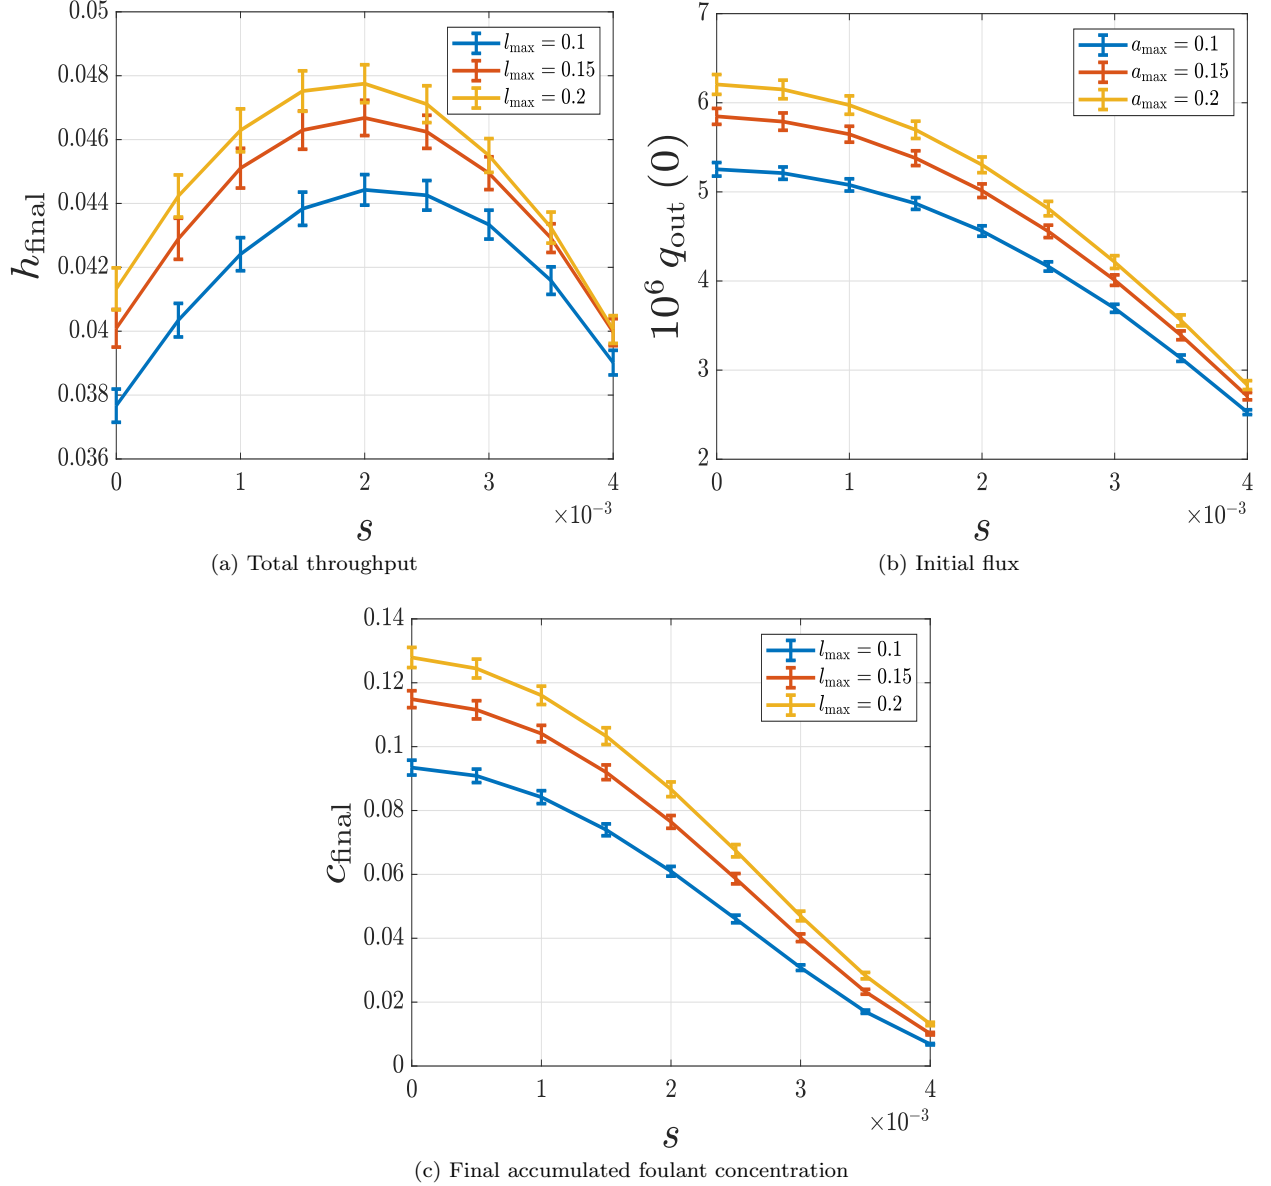 0.05
0.048
0.046
0.044
0.042
0.04
0.038
0.036
h_final
0 1 2 3 4
×10⁻³
s
l_max = 0.1
l_max = 0.15
l_max = 0.2
(a) Total throughput
7
6
5
4
3
2
10⁶ q_out (0)
0 1 2 3 4
×10⁻³
s
a_max = 0.1
a_max = 0.15
a_max = 0.2
(b) Initial flux
0.14
0.12
0.1
0.08
0.06
0.04
0.02
0
c_final
0 1 2 3 4
×10⁻³
s
l_max = 0.1
l_max = 0.15
l_max = 0.2
(c) Final accumulated foulant concentration